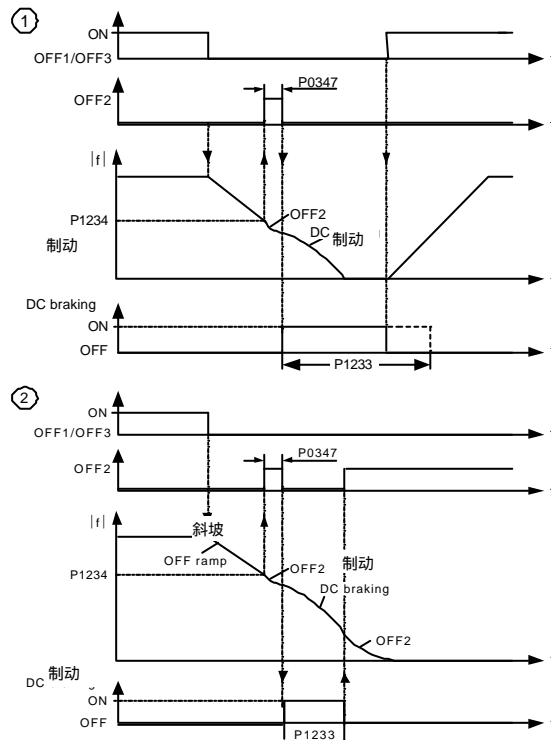 ①
ON
OFF1/OFF3
t
P0347
OFF2
t
|f|
P1234
OFF2
DC 制动
制动
t
DC braking
ON
OFF
t
P1233
②
ON
OFF1/OFF3
t
P0347
OFF2
t
|f|
斜坡
OFF ramp
P1234
OFF2
制动
DC braking
OFF2
t
制动
DC
ON
OFF
t
P1233